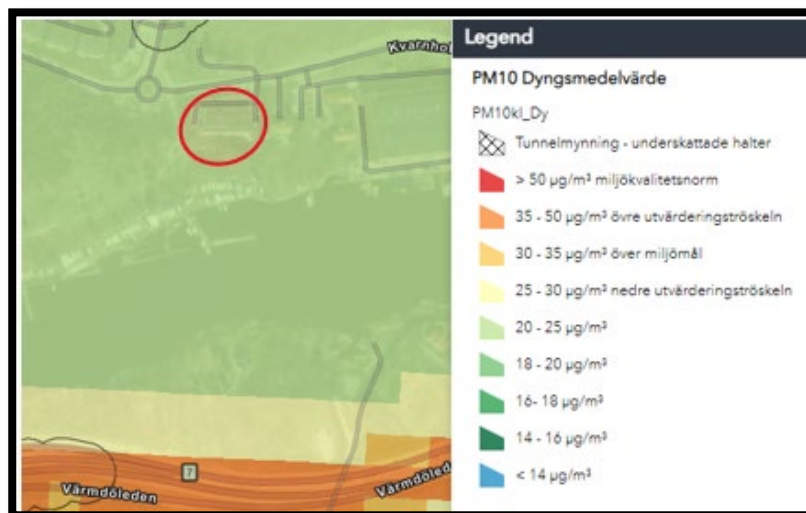 Kvarnhol
7
Värmdöleden
Värmdöled
Legend
PM10 Dyngsmedelvärde
PM10kl_Dy
Tunnelmynning - underskattade halter
> 50 µg/m³ miljökvalitetsnorm
35 - 50 µg/m³ övre utvärderingströskeln
30 - 35 µg/m³ över miljömål
25 - 30 µg/m³ nedre utvärderingströskeln
20 - 25 µg/m³
18 - 20 µg/m³
16- 18 µg/m³
14 - 16 µg/m³
< 14 µg/m³